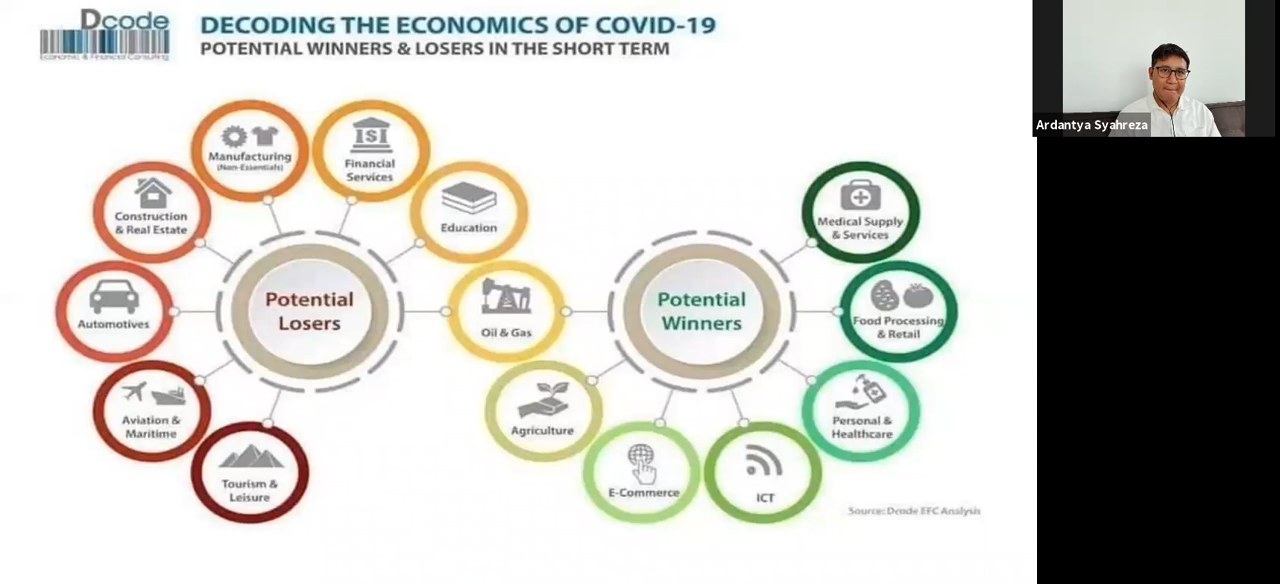 Dcode
Economic & Financial Consulting
DECODING THE ECONOMICS OF COVID-19
POTENTIAL WINNERS & LOSERS IN THE SHORT TERM
Ardantya Syahreza
Manufacturing
(Non-Essentials)
Financial
Services
Construction
& Real Estate
Education
Automotives
Potential
Losers
Oil & Gas
Aviation &
Maritime
Tourism &
Leisure
Potential
Winners
Medical Supply
& Services
Food Processing
& Retail
Personal &
Healthcare
Agriculture
E-Commerce
ICT
Source: Dcode EFC Analysis